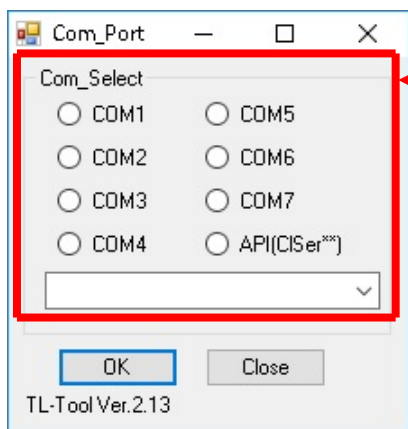 Com_Port
Com_Select
COM1 COM5
COM2 COM6
COM3 COM7
COM4 API(ClSer**)
OK Close
TL-Tool Ver.2.13